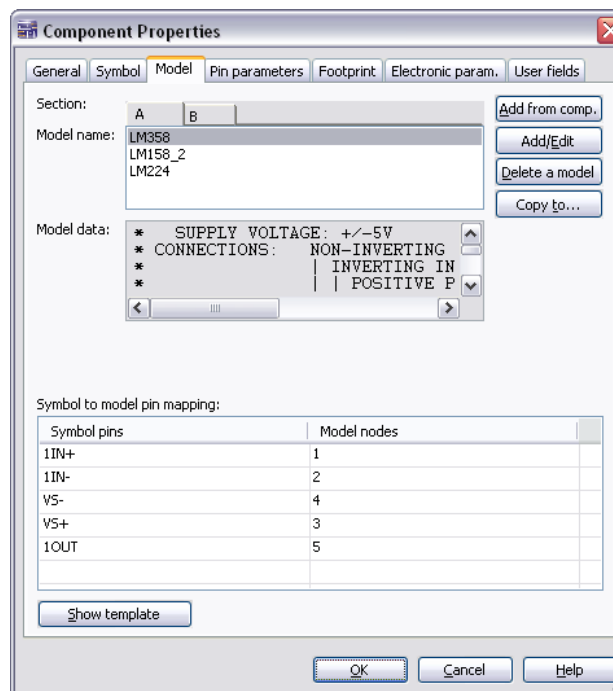 Component Properties
General Symbol Model Pin parameters Footprint Electronic param. User fields
Section: A B Add from comp.
Model name: LM358 Add/Edit
LM158_2 Delete a model
LM224 Copy to...
Model data: * SUPPLY VOLTAGE: +/-5V
* CONNECTIONS: NON-INVERTING
* | INVERTING IN
* | | POSITIVE P
Symbol to model pin mapping:
Symbol pins Model nodes
1IN+ 1
1IN- 2
VS- 4
VS+ 3
1OUT 5
Show template
OK Cancel Help